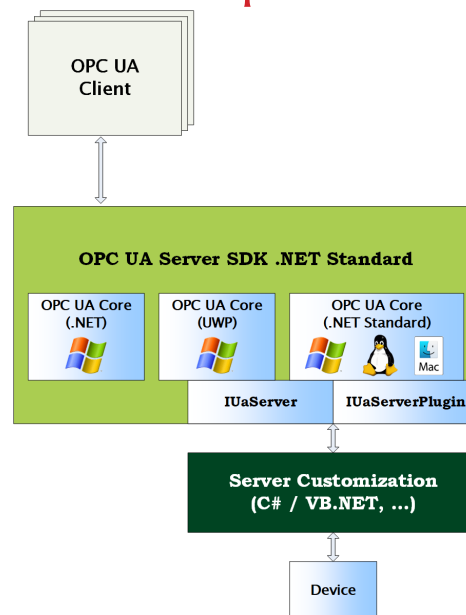 OPC UA
Client
OPC UA Server SDK .NET Standard
OPC UA Core
(.NET)
OPC UA Core
(UWP)
OPC UA Core
(.NET Standard)
Mac
IUaServer
IUaServerPlugin
Server Customization
(C# / VB.NET, ...)
Device